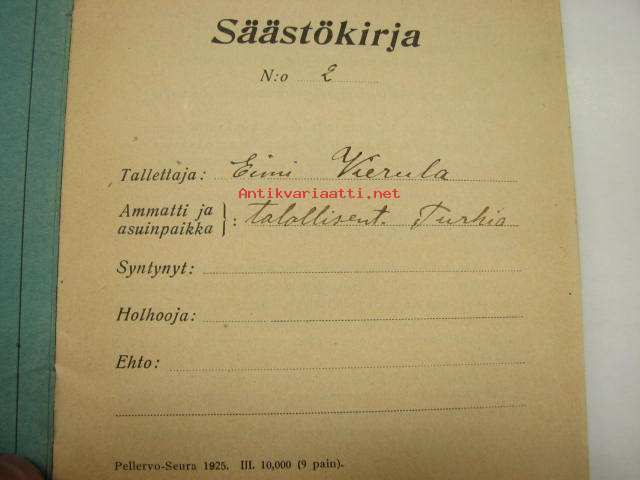 Säästökirja
N:o 2
Tallettaja: Eini Vierula
Antikvariaatti.net
Ammatti ja
asuinpaikka } : talollisent. Turkia
Syntynyt:
Holhooja:
Ehto:
Pellervo-Seura 1925. III. 10,000 (9 pain).